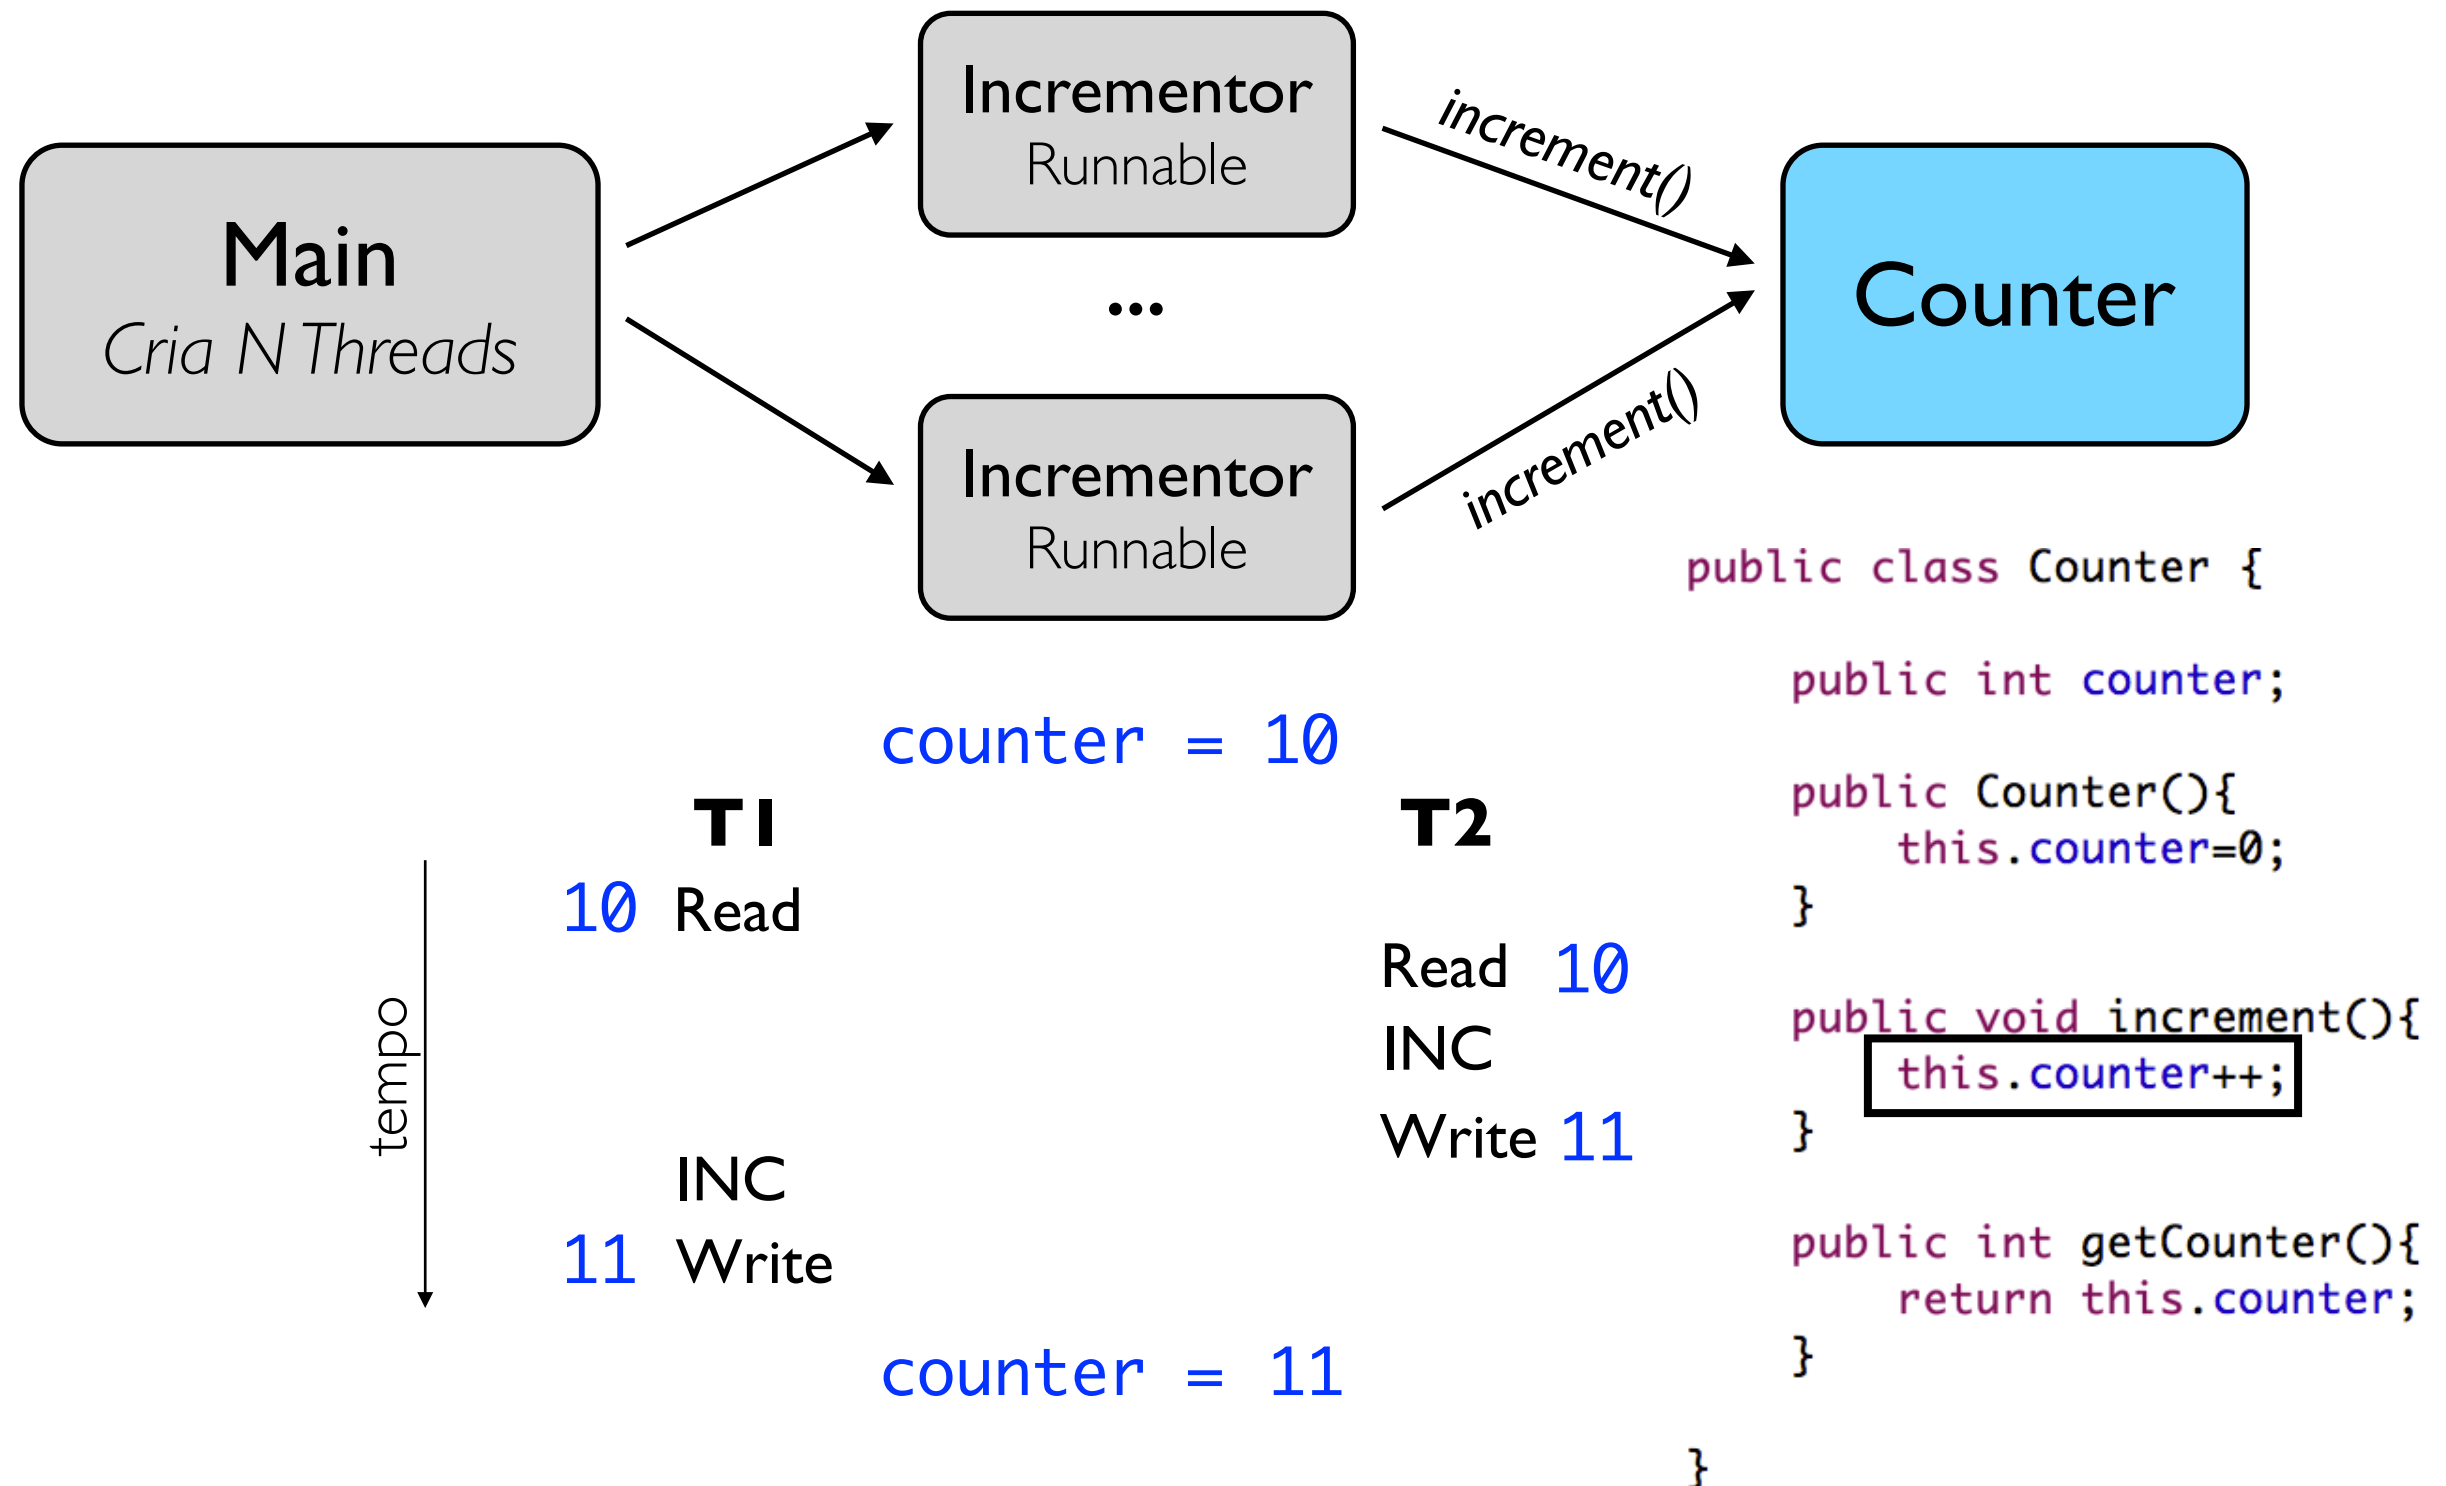 Main
Cria N Threads
Incrementor
Runnable
...
Incrementor
Runnable
increment()
increment()
Counter
counter = 10
T1
T2
10 Read
Read 10
INC
Write 11
INC
11 Write
tempo
counter = 11
public class Counter {
public int counter;
public Counter(){
this.counter=0;
}
public void increment(){
this.counter++;
}
public int getCounter(){
return this.counter;
}
}